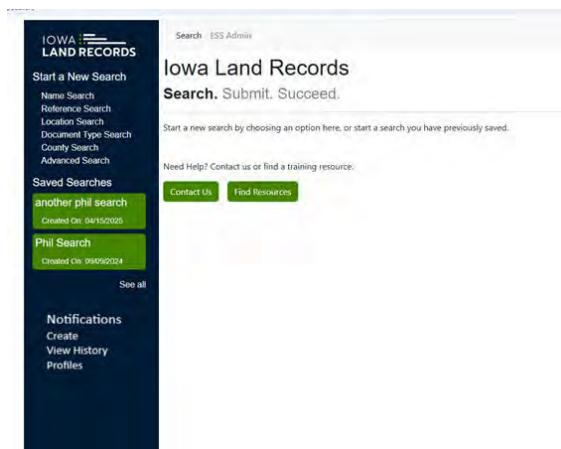 IOWA
LAND RECORDS
Start a New Search
Name Search
Reference Search
Location Search
Document Type Search
County Search
Advanced Search
Saved Searches
another phil search
Created On: 04/15/2025
Phil Search
Created On: 09/09/2024
See all
Notifications
Create
View History
Profiles
Search ESS Admin
Iowa Land Records
Search. Submit. Succeed.
Start a new search by choosing an option here, or start a search you have previously saved.
Need Help? Contact us or find a training resource.
Contact Us Find Resources